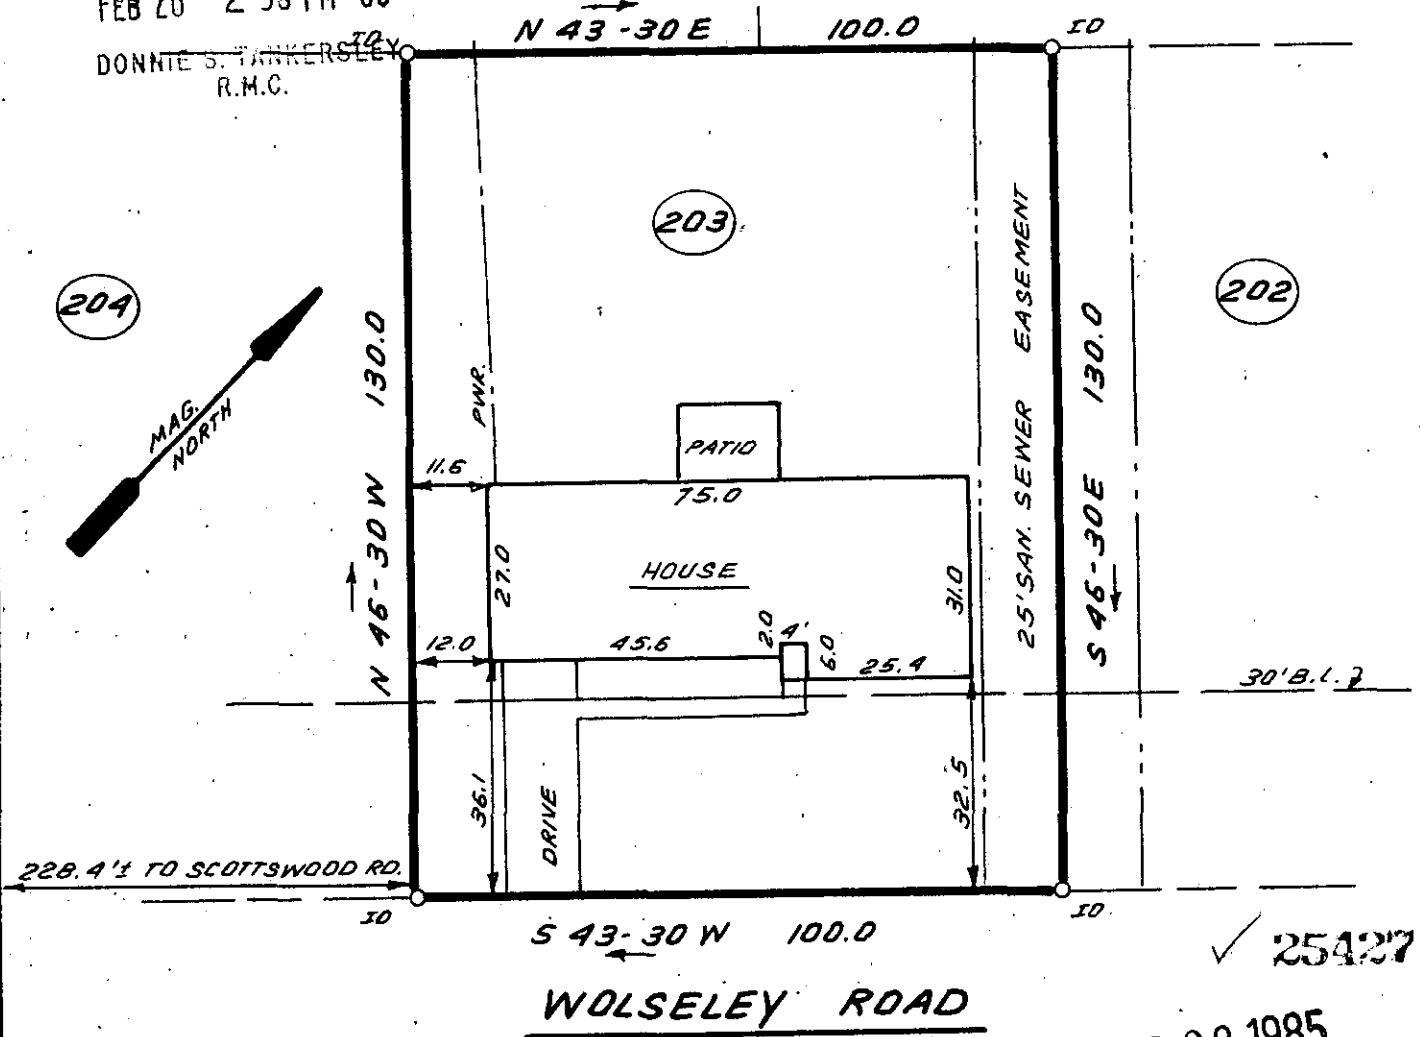 FEB 20 2
DONNIE S. TANKERSLEY
R.M.C.
IO
N 43-30 E 100.0
IO
203
204
202
MAG.
NORTH
N 46-30 W 130.0
PWR.
25' SAN. SEWER EASEMENT
S 46-30 E 130.0
PATIO
11.6
75.0
27.0
HOUSE
31.0
12.0
45.6
2.0
4'
6.0
25.4
30' B.L.
36.1
DRIVE
32.5
228.4'± TO SCOTTSWOOD RD.
IO
IO
S 43-30 W 100.0
25427
WOLSELEY ROAD
1985